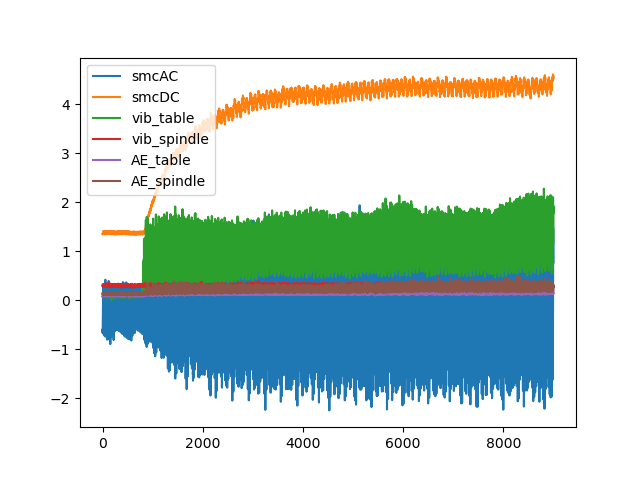 smcAC
smcDC
vib_table
vib_spindle
AE_table
AE_spindle
4
3
2
1
0
−1
−2
0 2000 4000 6000 8000